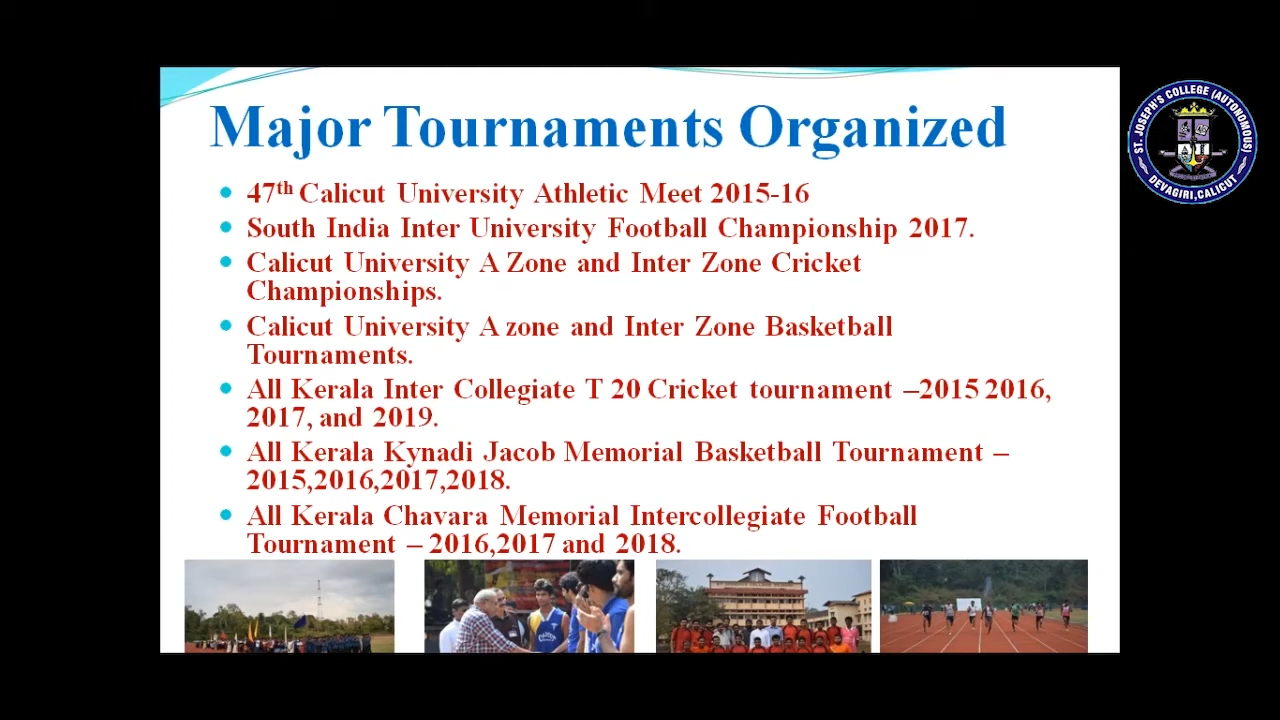 Major Tournaments Organized
47th Calicut University Athletic Meet 2015-16
South India Inter University Football Championship 2017.
Calicut University A Zone and Inter Zone Cricket
Championships.
Calicut University A zone and Inter Zone Basketball
Tournaments.
All Kerala Inter Collegiate T 20 Cricket tournament –2015 2016,
2017, and 2019.
All Kerala Kynadi Jacob Memorial Basketball Tournament –
2015,2016,2017,2018.
All Kerala Chavara Memorial Intercollegiate Football
Tournament – 2016,2017 and 2018.
ST. JOSEPH'S COLLEGE (AUTONOMOUS)
DEVAGIRI,CALICUT